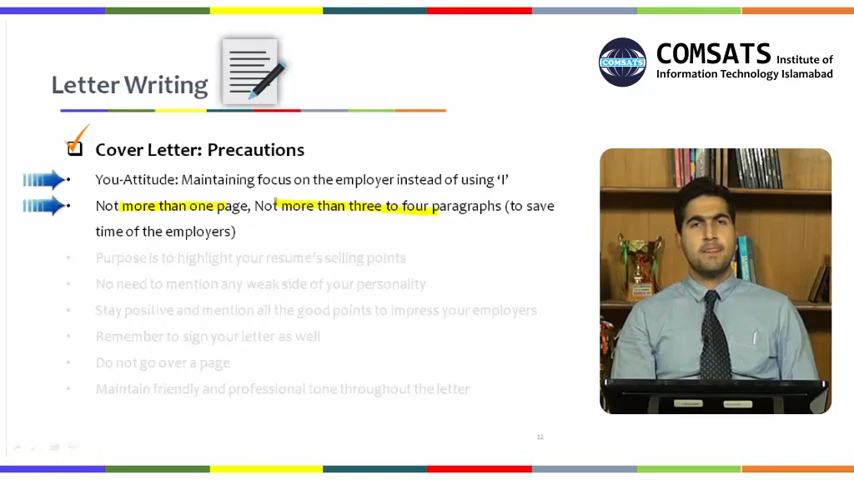 COMSATS Institute of
Information Technology Islamabad
COMSATS
Letter Writing
Cover Letter: Precautions
You-Attitude: Maintaining focus on the employer instead of using ‘I’
Not more than one page, Not more than three to four paragraphs (to save
time of the employers)
Purpose is to highlight your resume's selling points
No need to mention any weak side of your personality
Stay positive and mention all the good points to impress your employers
Remember to sign your letter as well
Do not go over a page
Maintain friendly and professional tone throughout the letter
12